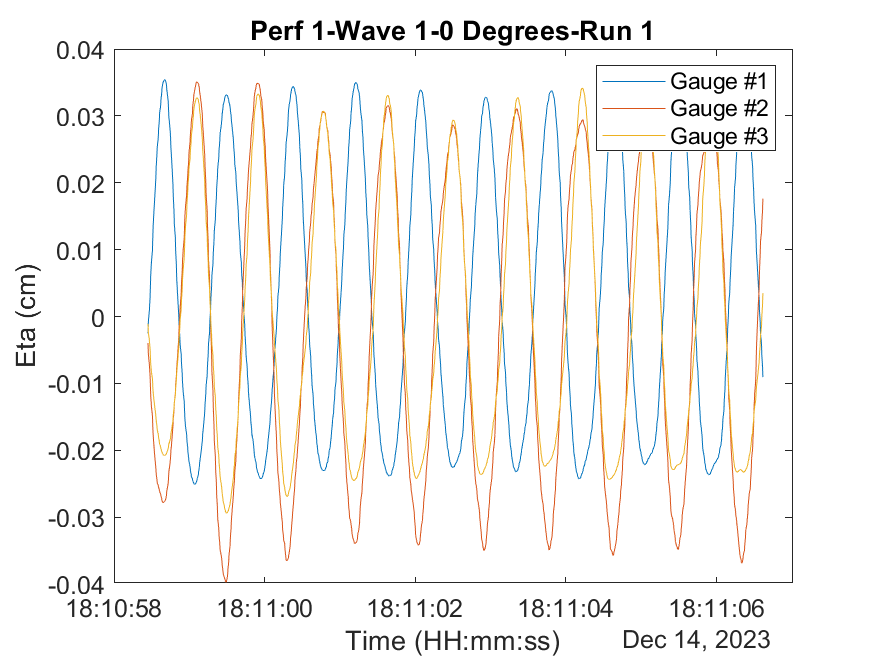 Perf 1-Wave 1-0 Degrees-Run 1
0.04
0.03
0.02
0.01
0
-0.01
-0.02
-0.03
-0.04
Eta (cm)
Gauge #1
Gauge #2
Gauge #3
18:10:58 18:11:00 18:11:02 18:11:04 18:11:06
Time (HH:mm:ss)
Dec 14, 2023